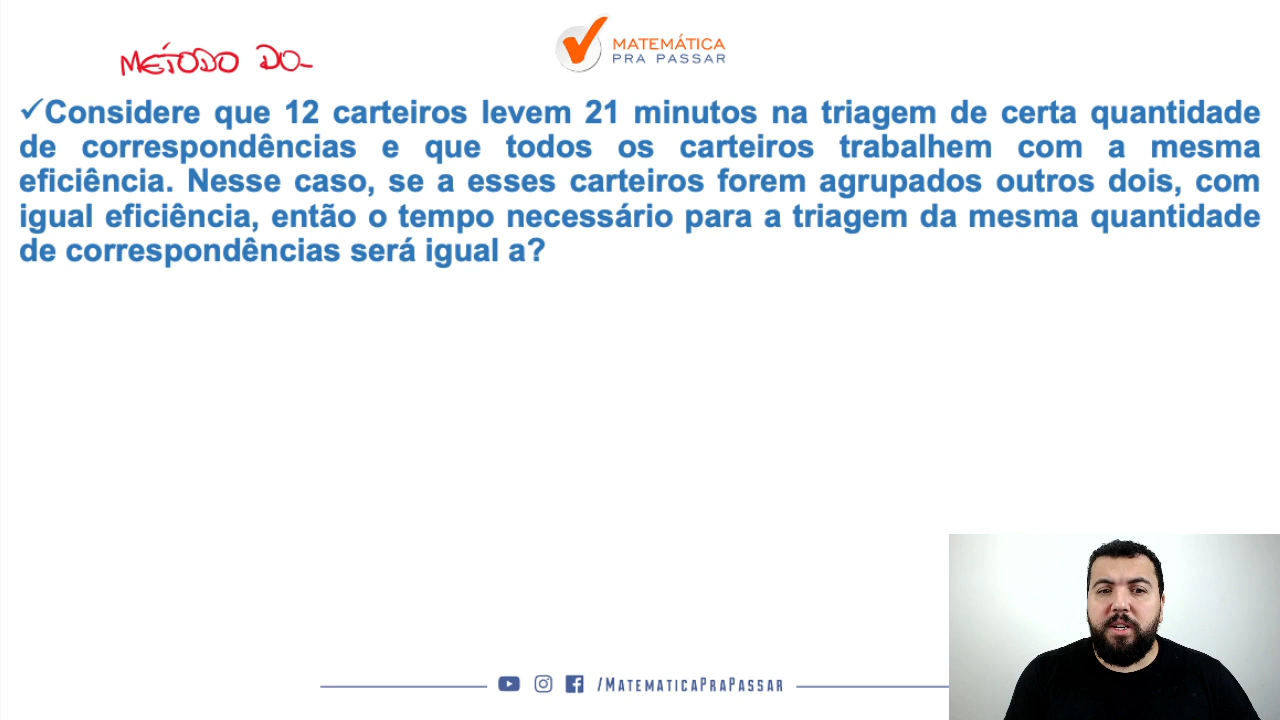 MÉTODO DO
MATEMÁTICA
PRA PASSAR
✓Considere que 12 carteiros levem 21 minutos na triagem de certa quantidade
de correspondências e que todos os carteiros trabalhem com a mesma
eficiência. Nesse caso, se a esses carteiros forem agrupados outros dois, com
igual eficiência, então o tempo necessário para a triagem da mesma quantidade
de correspondências será igual a?
/MATEMATICAPRAPASSAR